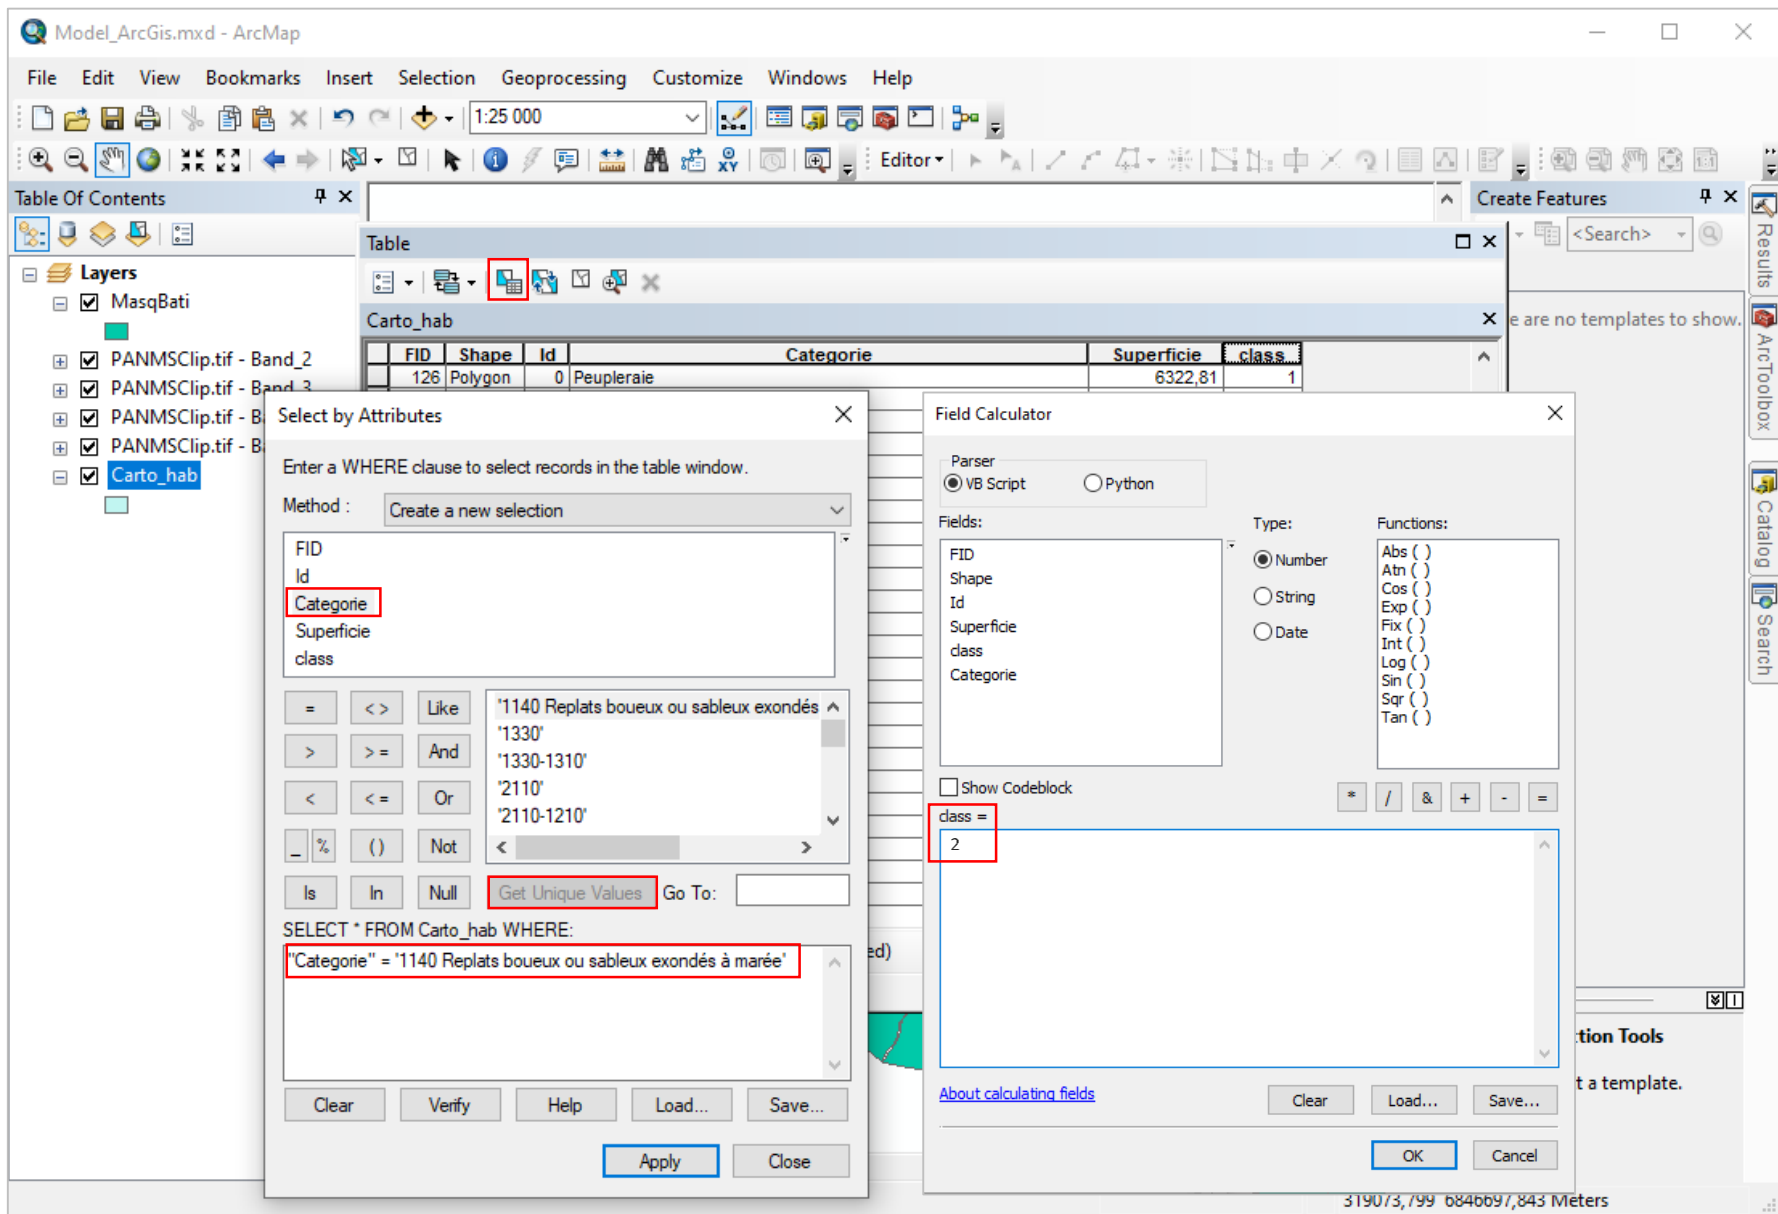 Model_ArcGis.mxd - ArcMap
File Edit View Bookmarks Insert Selection Geoprocessing Customize Windows Help
1:25 000
Editor
Table Of Contents
Layers
MasqBati
PANMSClip.tif - Band_2
PANMSClip.tif - Band_3
PANMSClip.tif - B
PANMSClip.tif - B
Carto_hab
Table
Carto_hab
FID Shape Id Categorie Superficie class
126 Polygon 0 Peupleraie 6322,81 1
Create Features
<Search>
e are no templates to show.
Results
ArcToolbox
Catalog
Search
Select by Attributes
Enter a WHERE clause to select records in the table window.
Method : Create a new selection
FID
Id
Categorie
Superficie
class
= < > Like
> > = And
< < = Or
_ % ( ) Not
Is In Null
'1140 Replats boueux ou sableux exondés
'1330'
'1330-1310'
'2110'
'2110-1210'
Get Unique Values Go To:
SELECT * FROM Carto_hab WHERE:
"Categorie" = '1140 Replats boueux ou sableux exondés à marée'
Clear Verify Help Load... Save...
Apply Close
ed)
Field Calculator
Parser
VB Script Python
Fields:
FID
Shape
Id
Superficie
class
Categorie
Type:
Number
String
Date
Functions:
Abs ( )
Atn ( )
Cos ( )
Exp ( )
Fix ( )
Int ( )
Log ( )
Sin ( )
Sqr ( )
Tan ( )
Show Codeblock
* / & + - =
class =
2
About calculating fields
Clear Load... Save...
OK Cancel
tion Tools
t a template.
319073,799 6846697,843 Meters